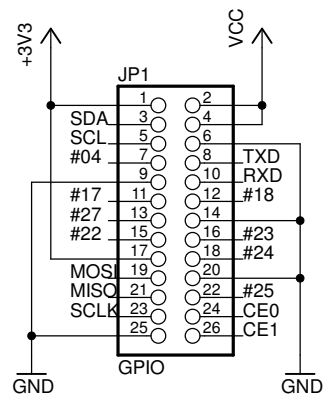 +3V3
VCC
JP1
1 2
SDA 3 4
SCL 5 6
#04 7 8 TXD
9 10 RXD
#17 11 12 #18
#27 13 14
#22 15 16 #23
17 18 #24
MOSI 19 20
MISO 21 22 #25
SCLK 23 24 CE0
25 26 CE1
GPIO
GND GND